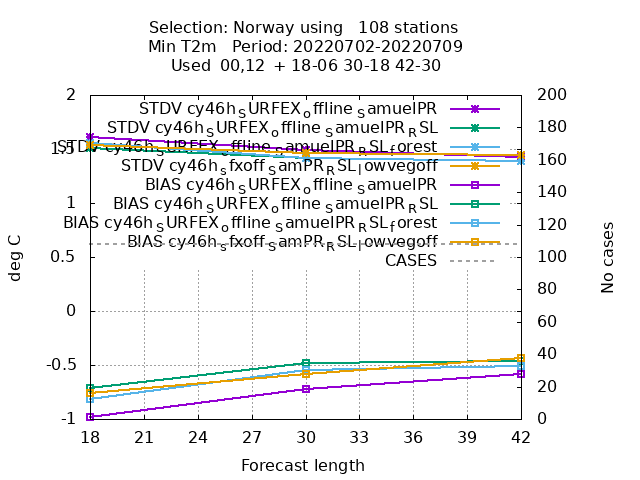 Selection: Norway using   108 stations
Min T2m   Period: 20220702-20220709
Used  00,12  + 18-06 30-18 42-30
STDV cy46h_SURFEX_offline_SamuelPR
STDV cy46h_SURFEX_offline_SamuelPR_RSL
STDV cy46h_SURFEX_offline_SamuelPR_RSL_forest
STDV cy46h_sfxoff_SamPR_RSL_lowvegoff
BIAS cy46h_SURFEX_offline_SamuelPR
BIAS cy46h_SURFEX_offline_SamuelPR_RSL
BIAS cy46h_SURFEX_offline_SamuelPR_RSL_forest
BIAS cy46h_sfxoff_SamPR_RSL_lowvegoff
CASES
2
1.5
1
0.5
0
-0.5
-1
deg C
200
180
160
140
120
100
80
60
40
20
0
No cases
18 21 24 27 30 33 36 39 42
Forecast length